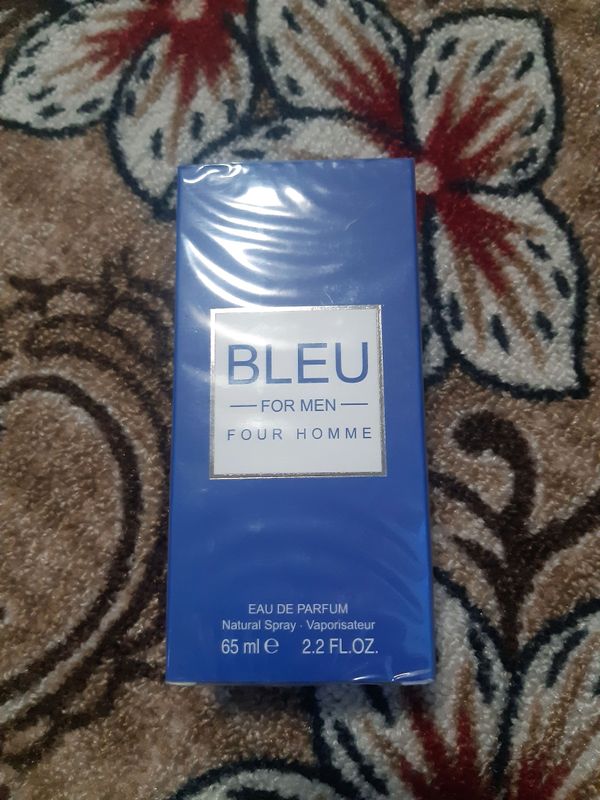 BLEU
FOR MEN
FOUR HOMME
EAU DE PARFUM
Natural Spray · Vaporisateur
65 ml ℮ 2.2 FL.OZ.